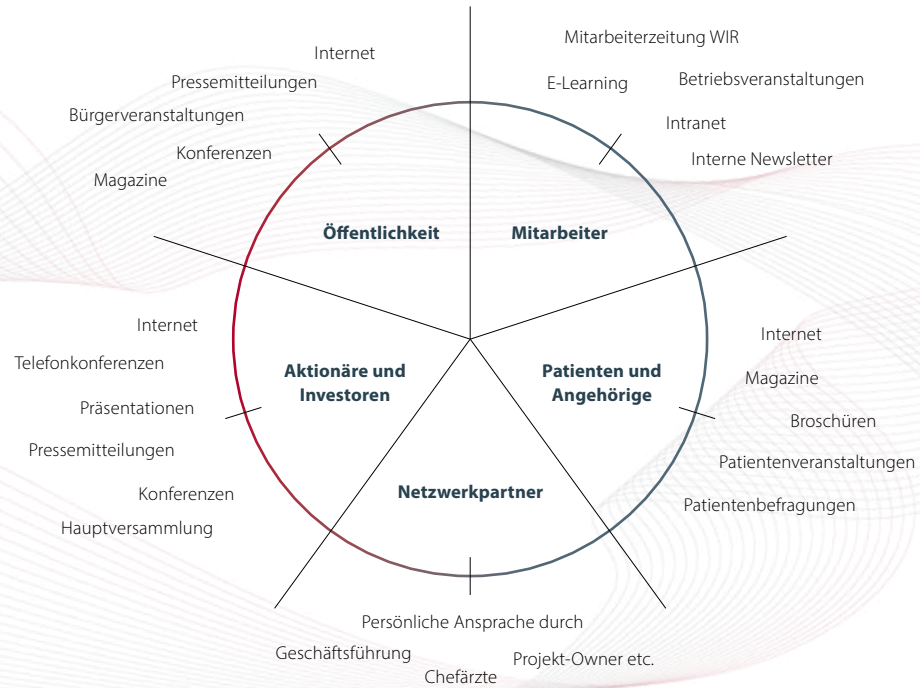 Mitarbeiterzeitung WIR
E-Learning
Betriebsveranstaltungen
Intranet
Interne Newsletter
Mitarbeiter
Internet
Magazine
Broschüren
Patientenveranstaltungen
Patientenbefragungen
Patienten und
Angehörige
Netzwerkpartner
Persönliche Ansprache durch
Geschäftsführung
Chefärzte
Projekt-Owner etc.
Aktionäre und
Investoren
Internet
Telefonkonferenzen
Präsentationen
Pressemitteilungen
Konferenzen
Hauptversammlung
Öffentlichkeit
Internet
Pressemitteilungen
Bürgerveranstaltungen
Konferenzen
Magazine